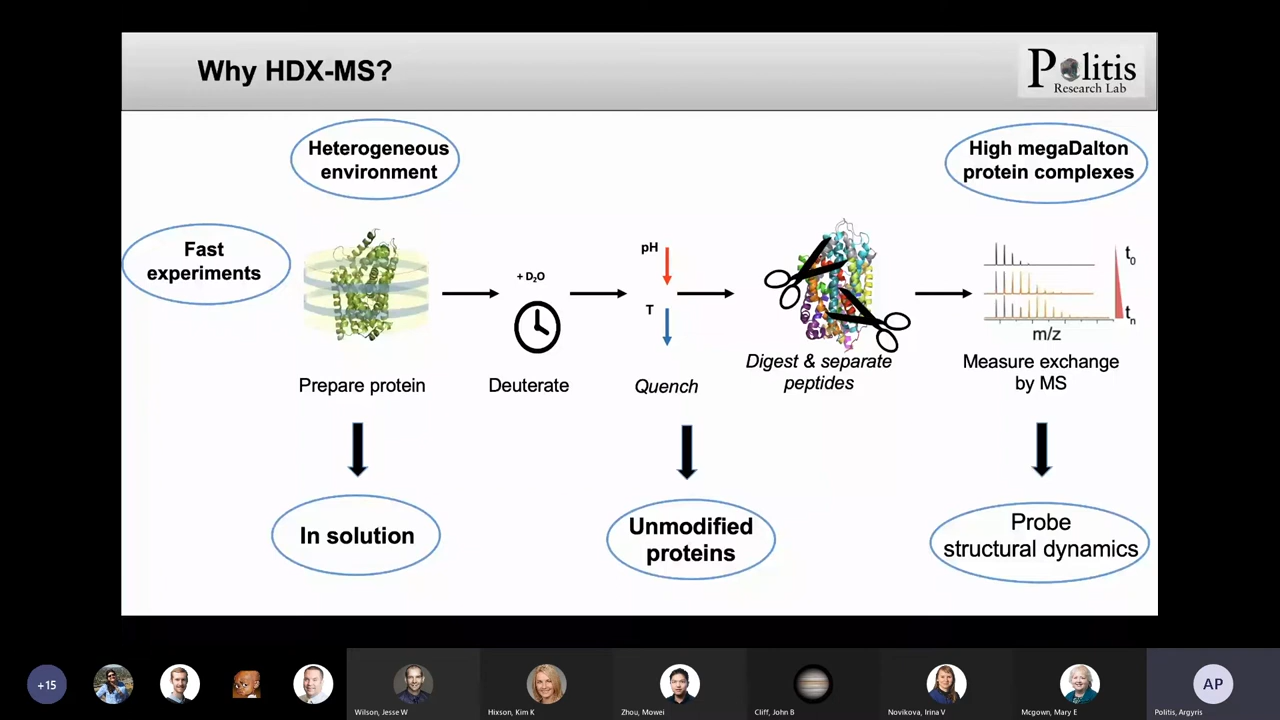 Why HDX-MS?
Politis
Research Lab
Heterogeneous
environment
High megaDalton
protein complexes
Fast
experiments
+ D₂O
pH
T
t₀
tₙ
m/z
Prepare protein
Deuterate
Quench
Digest & separate
peptides
Measure exchange
by MS
In solution
Unmodified
proteins
Probe
structural dynamics
+15
Wilson, Jesse W
Hixson, Kim K
Zhou, Mowei
Cliff, John B
Novikova, Irina V
Mcgown, Mary E
AP
Politis, Argyris